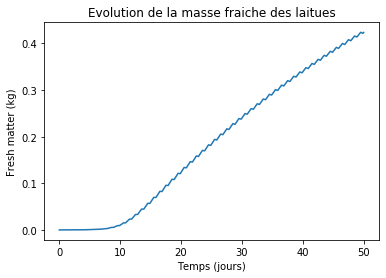 Evolution de la masse fraiche des laitues
Fresh matter (kg)
0.4
0.3
0.2
0.1
0.0
0 10 20 30 40 50
Temps (jours)